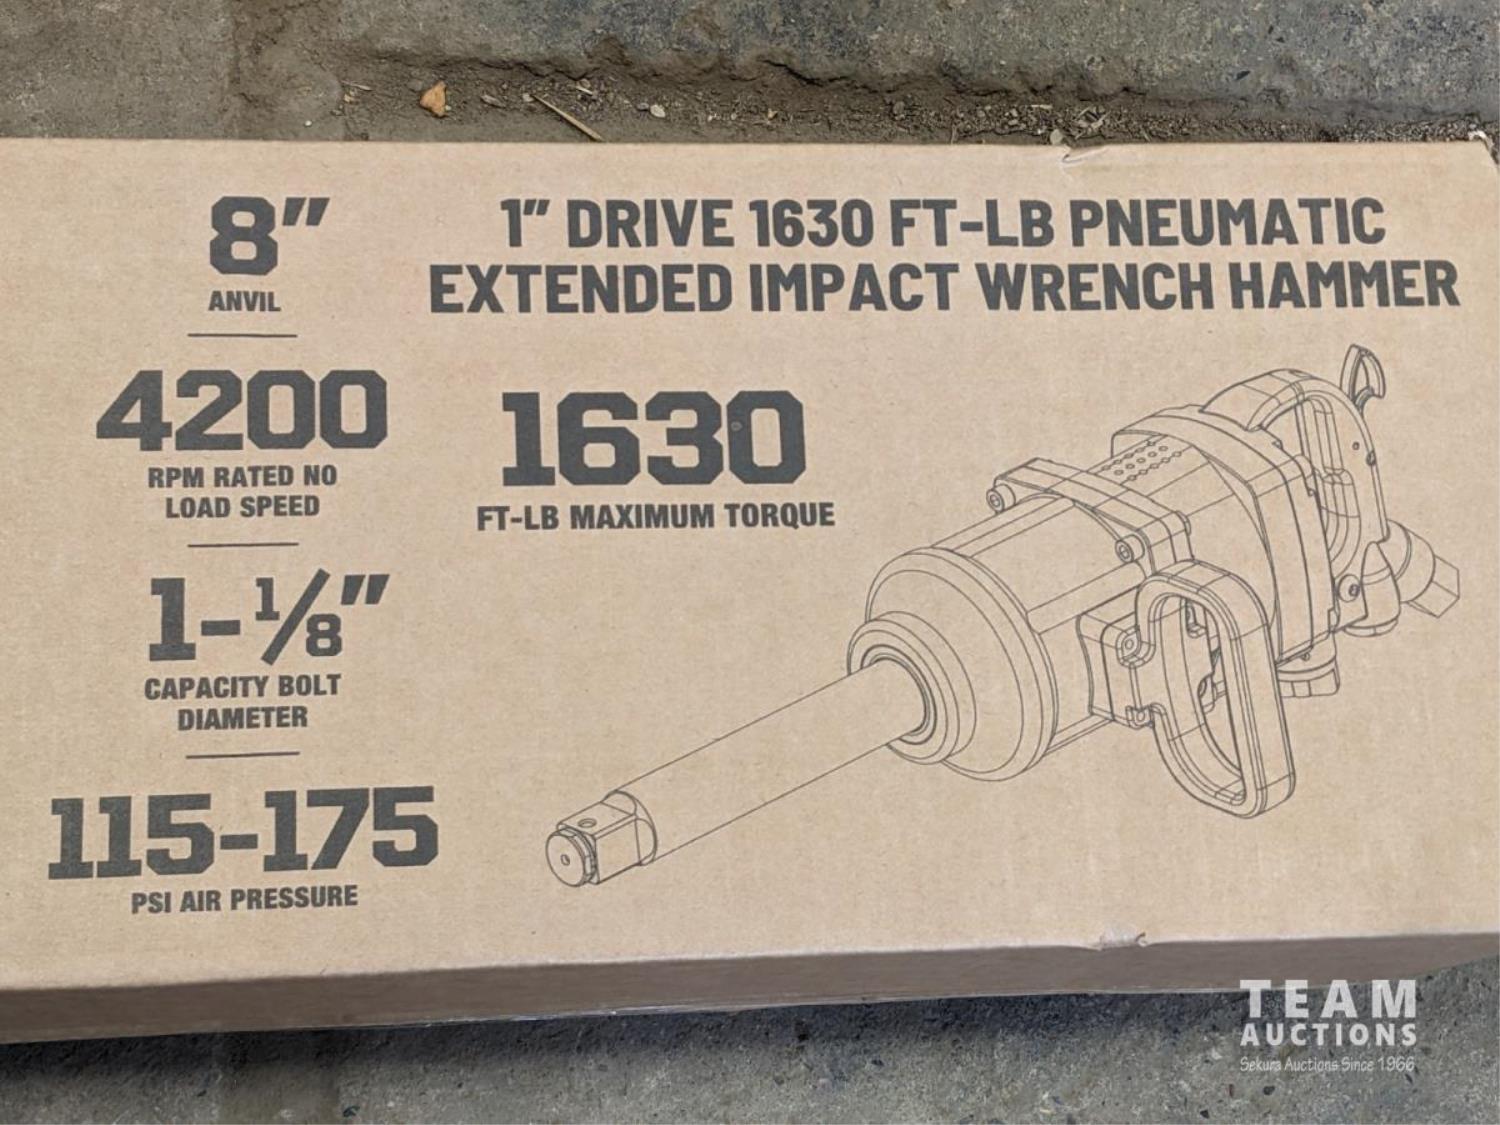 8"
ANVIL
4200
RPM RATED NO
LOAD SPEED
1-1/8"
CAPACITY BOLT
DIAMETER
115-175
PSI AIR PRESSURE
1" DRIVE 1630 FT-LB PNEUMATIC
EXTENDED IMPACT WRENCH HAMMER
1630
FT-LB MAXIMUM TORQUE
TEAM
AUCTIONS
Sekura Auctions Since 1966